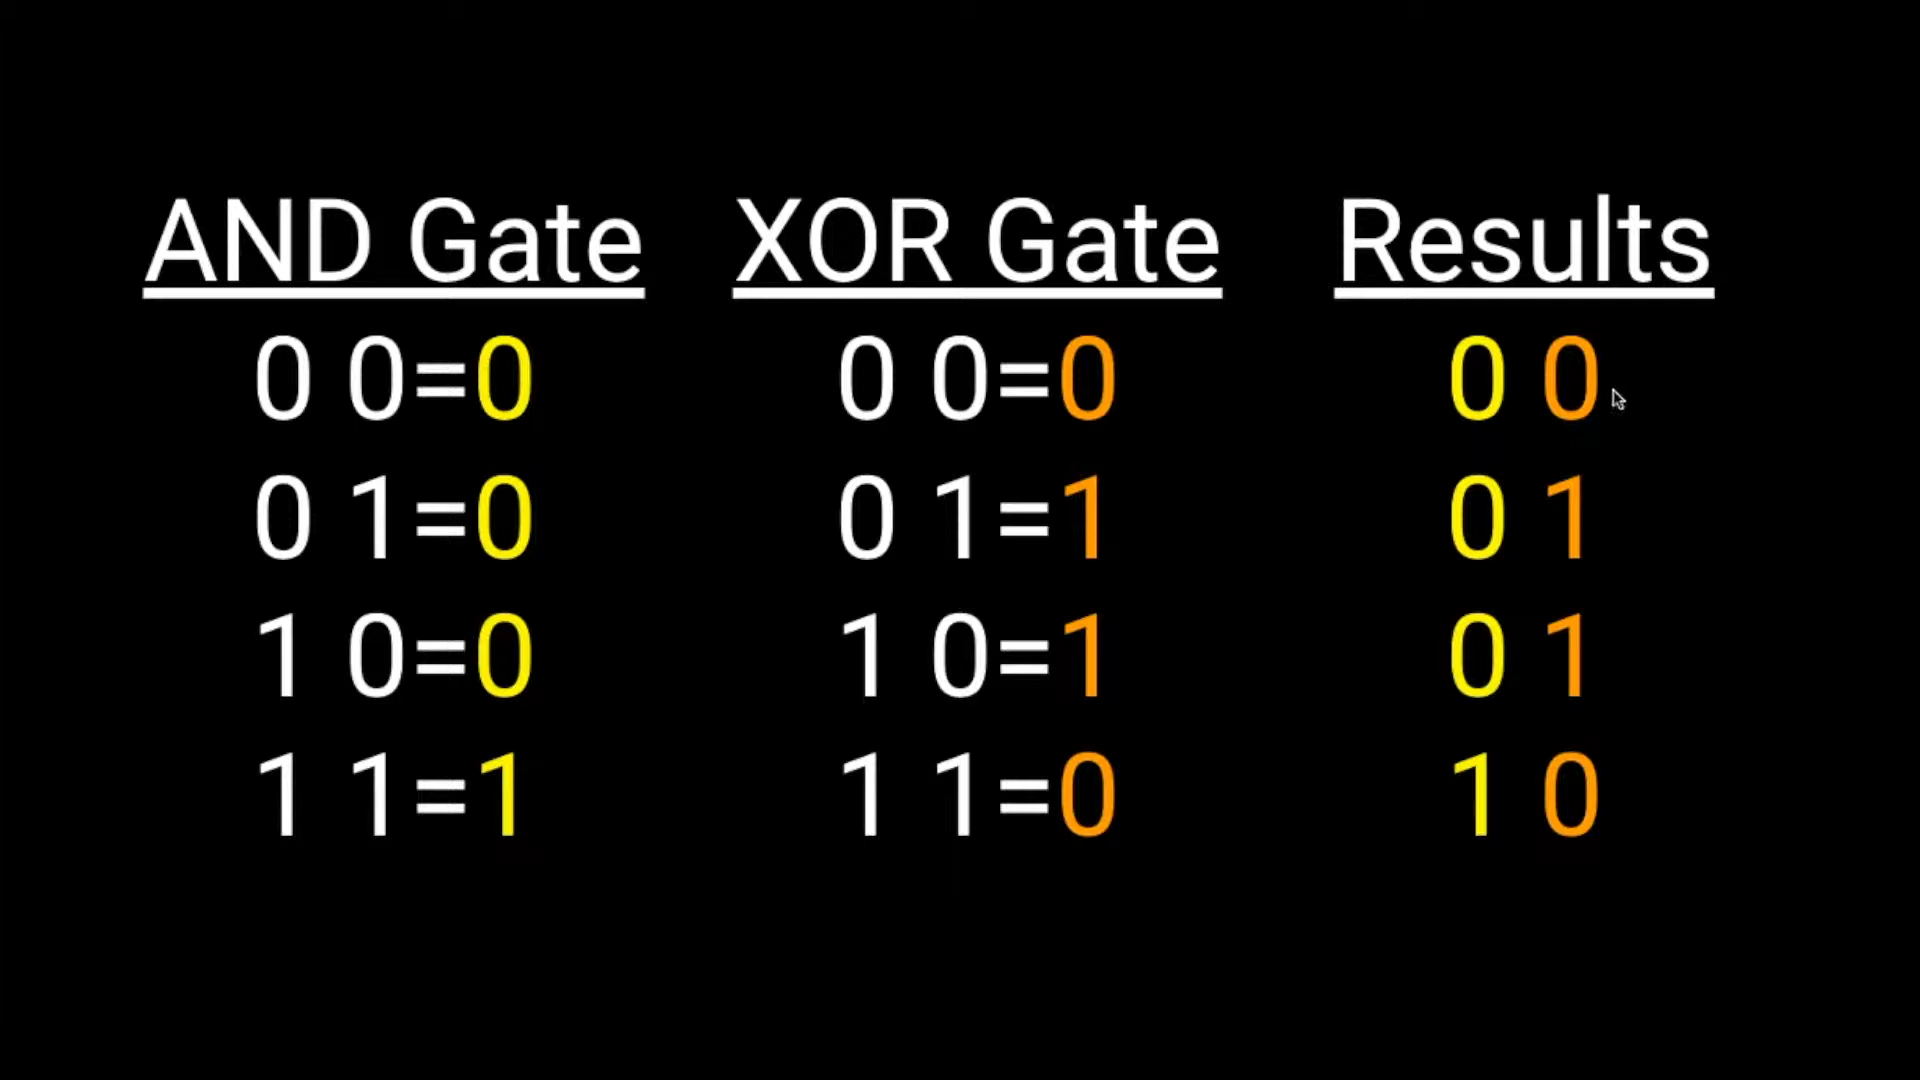 AND Gate XOR Gate Results
0 0=0 0 0=0 0 0
0 1=0 0 1=1 0 1
1 0=0 1 0=1 0 1
1 1=1 1 1=0 1 0